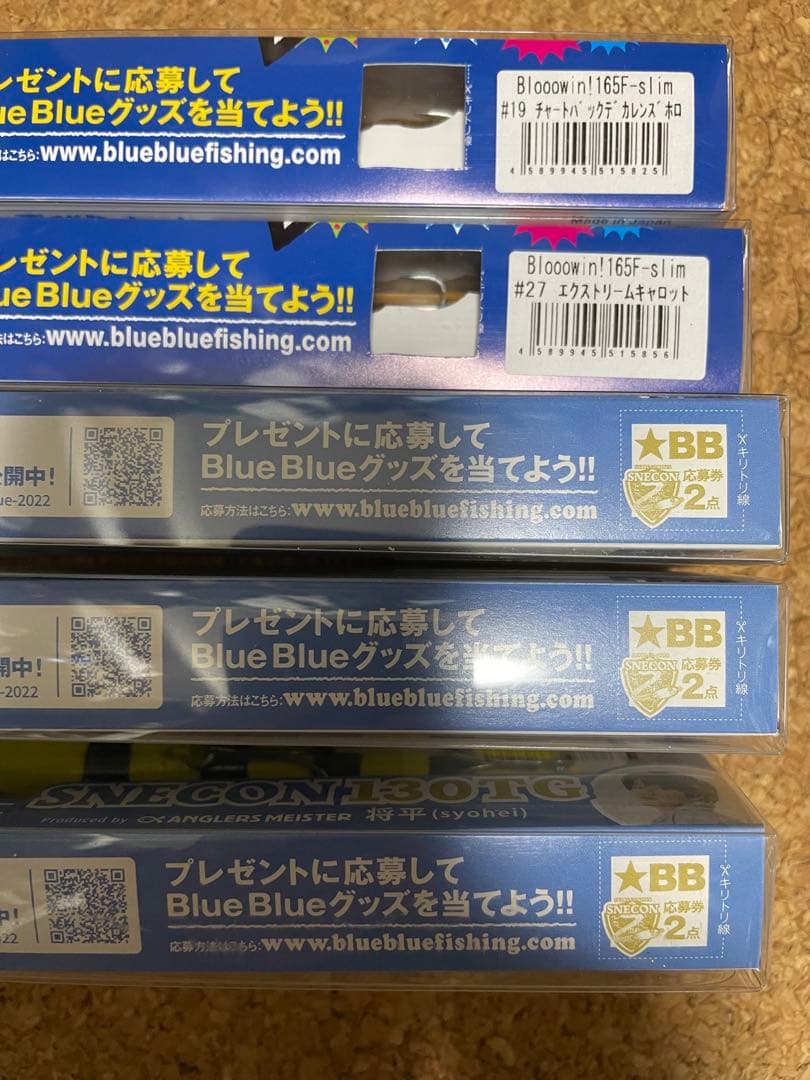 プレゼントに応募して
ue Blueグッズを当てよう!!
法はこちら:www.bluebluefishing.com
キリトリ線
Blooowin!165F-slim
#19 チャートバックデカレンズホロ
4 589945 515825
Made in Japan
レゼントに応募して
ue Blueグッズを当てよう!!
法はこちら:www.bluebluefishing.com
Blooowin!165F-slim
#27 エクストリームキャロット
4 589945 515856
開中!
ue-2022
プレゼントに応募して
Blue Blueグッズを当てよう!!
応募方法はこちら:www.bluebluefishing.com
★BB
SNECON
応募券
2点
キリトリ線
開中!
-2022
プレゼントに応募して
Blue Blueグッズを当てよう!!
応募方法はこちら:www.bluebluefishing.com
★BB
SNECON
応募券
2点
キリトリ線
SNECON 130TG
Produced by ANGLERS MEISTER 将平(syohei)
中!
022
プレゼントに応募して
Blue Blueグッズを当てよう!!
応募方法はこちら:www.bluebluefishing.com
★BB
SNECON
応募券
2点
キリトリ線